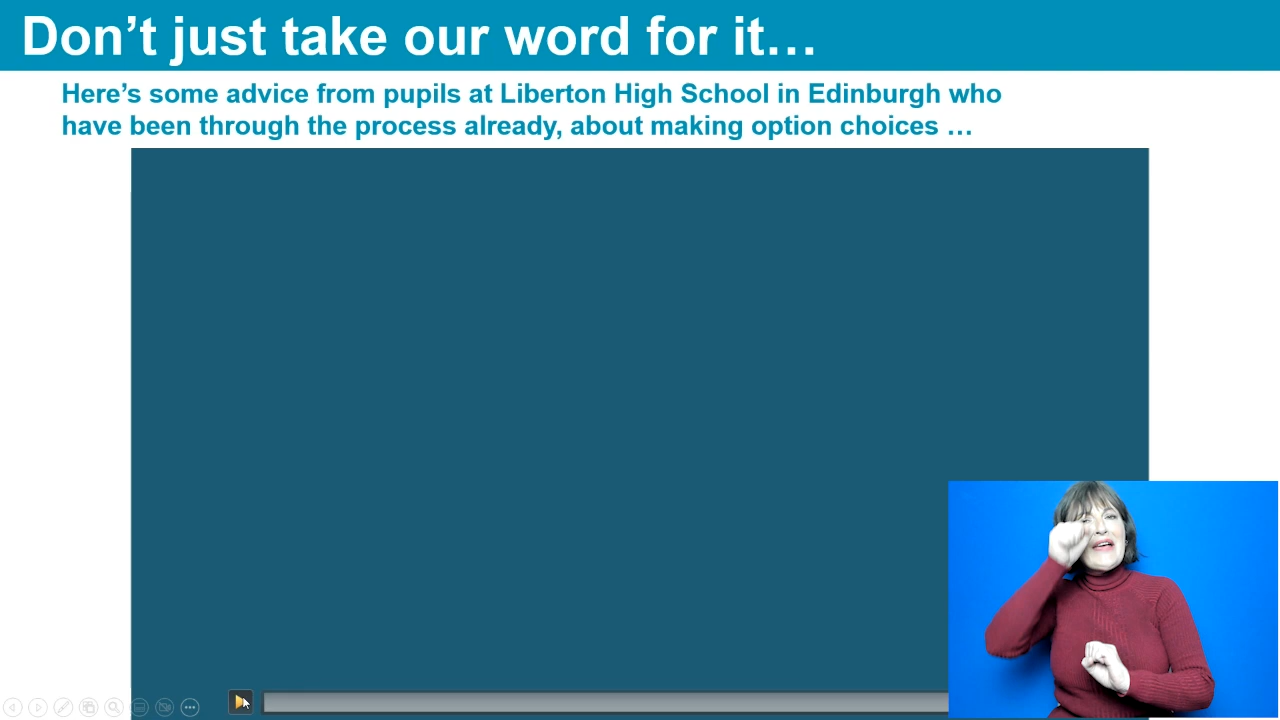 Don’t just take our word for it…
Here’s some advice from pupils at Liberton High School in Edinburgh who
have been through the process already, about making option choices …